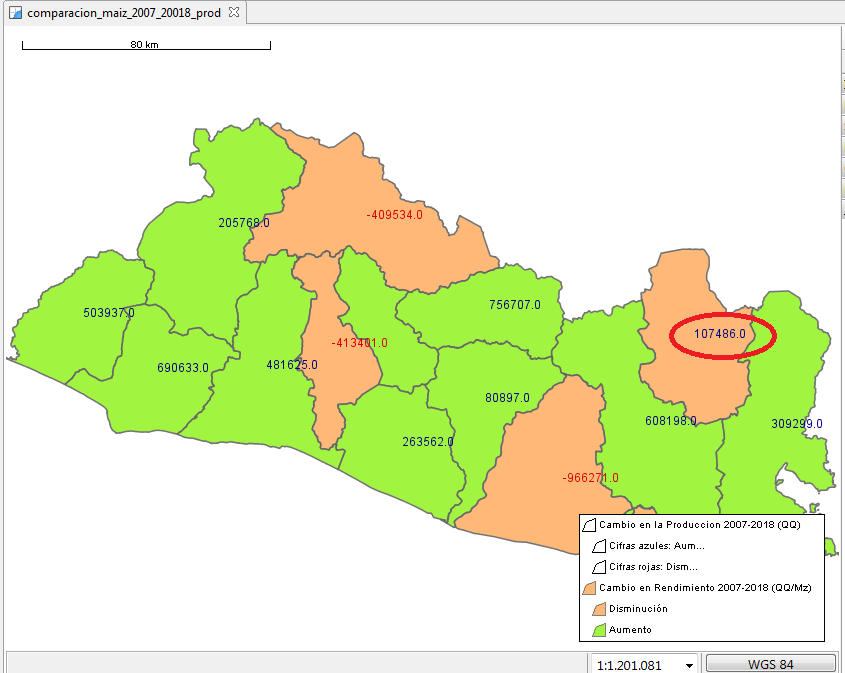 comparacion_maiz_2007_20018_prod
80 km
205768.0
-409534.0
503937.0
756707.0
107486.0
-413401.0
690633.0
481625.0
80897.0
608198.0
309299.0
263562.0
-966271.0
Cambio en la Produccion 2007-2018 (QQ)
Cifras azules: Aum...
Cifras rojas: Dism...
Cambio en Rendimiento 2007-2018 (QQ/Mz)
Disminución
Aumento
1:1.201.081
WGS 84